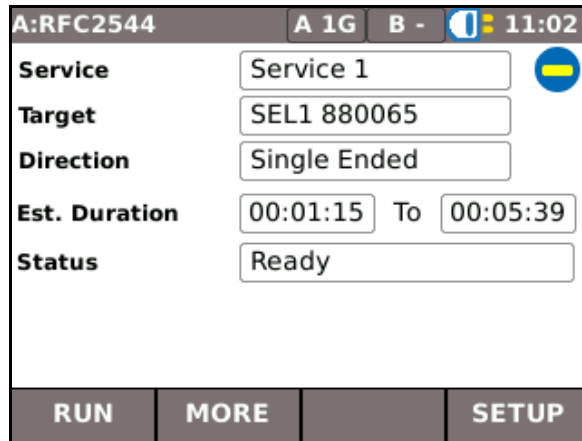 A:RFC2544 A 1G B - 11:02
Service Service 1
Target SEL1 880065
Direction Single Ended
Est. Duration 00:01:15 To 00:05:39
Status Ready
RUN MORE SETUP